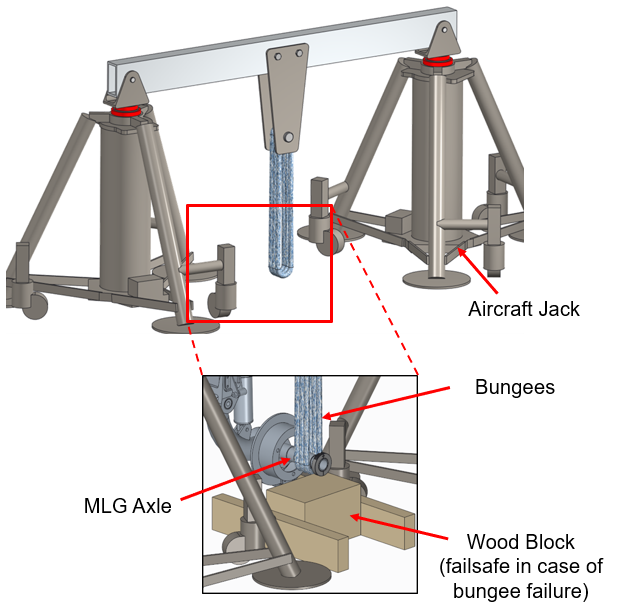 Aircraft Jack
Bungees
MLG Axle
Wood Block
(failsafe in case of
bungee failure)